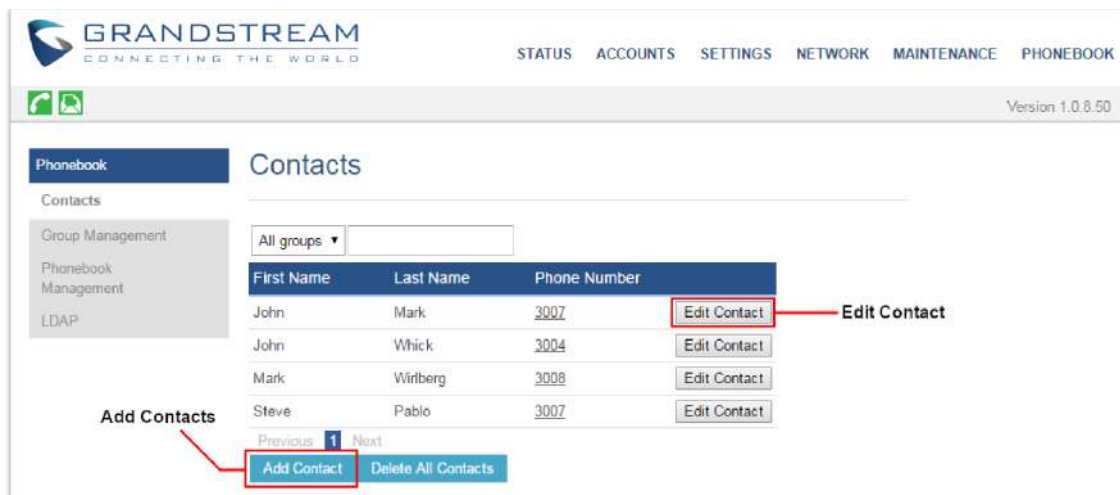 GRANDSTREAM
CONNECTING THE WORLD
STATUS ACCOUNTS SETTINGS NETWORK MAINTENANCE PHONEBOOK
Version 1.0.8.50
Phonebook
Contacts
Group Management
Phonebook
Management
LDAP
Contacts
All groups
First Name Last Name Phone Number
John Mark 3007 Edit Contact
Edit Contact
John Whick 3004 Edit Contact
Mark Wirlberg 3008 Edit Contact
Steve Pablo 3007 Edit Contact
Add Contacts
Previous 1 Next
Add Contact Delete All Contacts